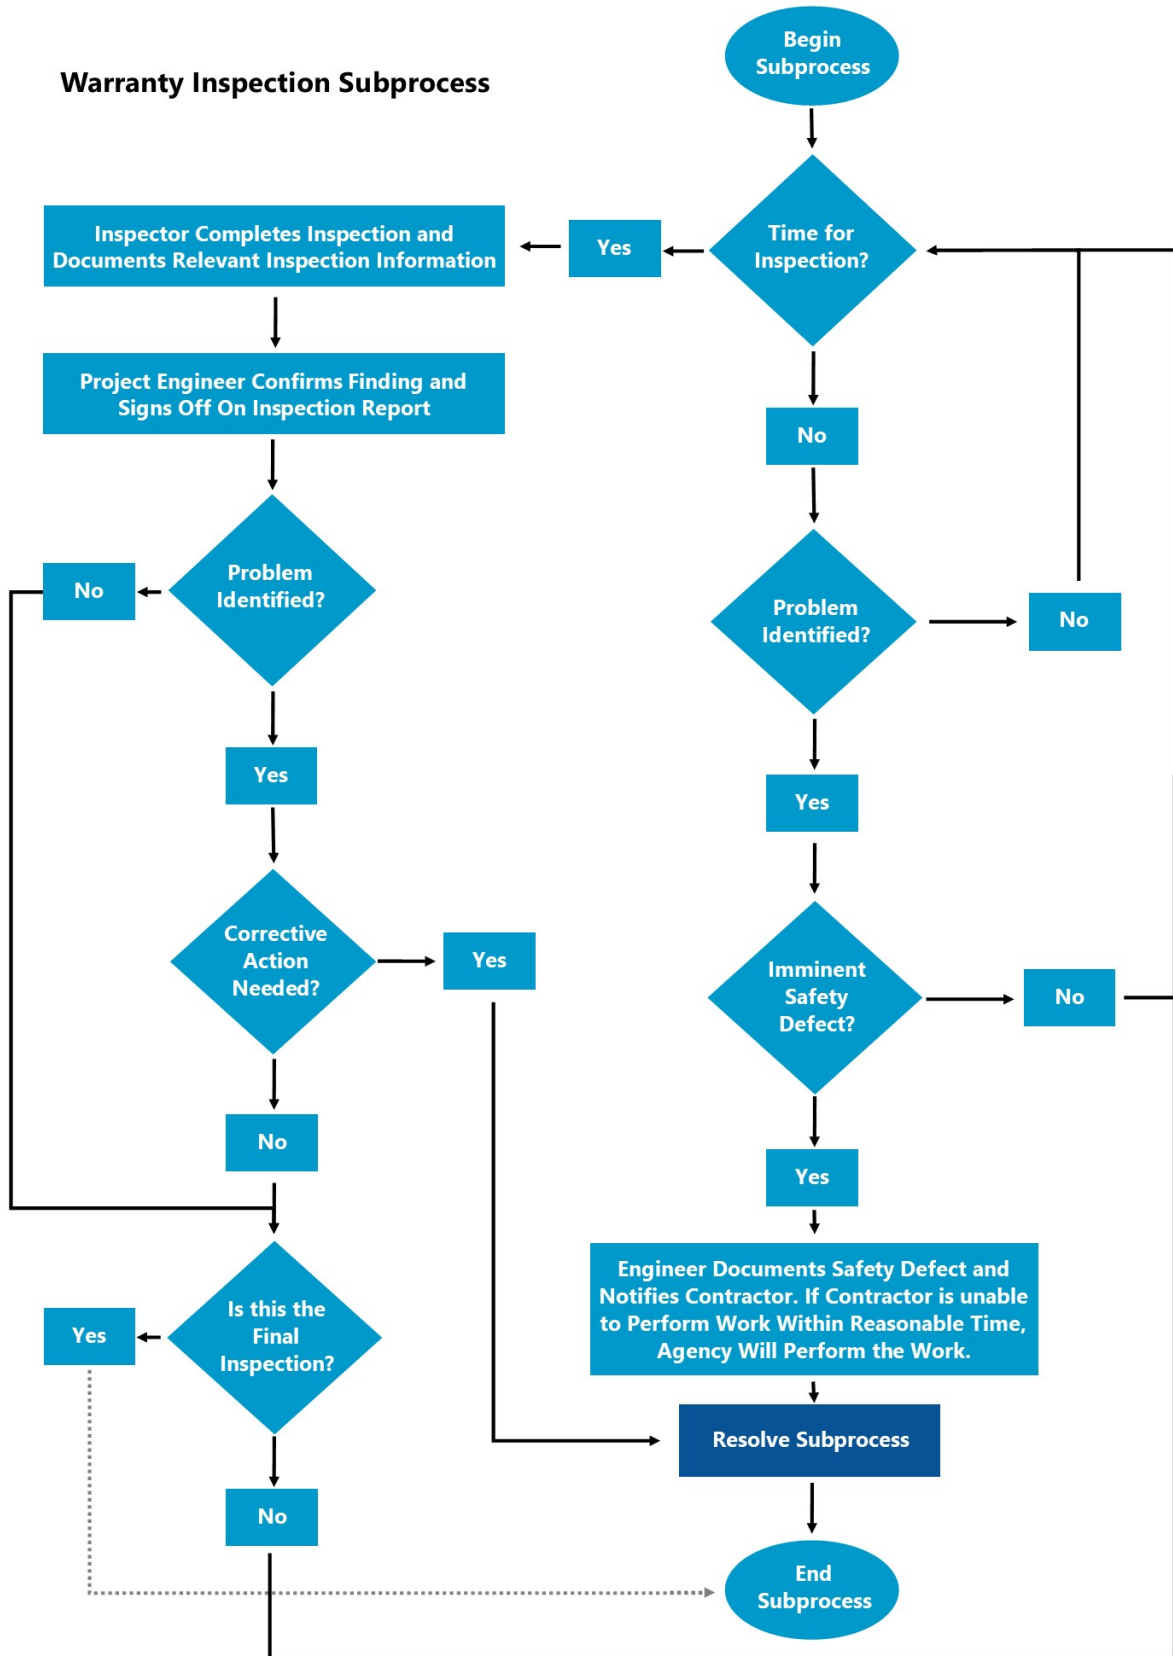 Warranty Inspection Subprocess
Begin
Subprocess
Time for
Inspection?
Yes
Inspector Completes Inspection and
Documents Relevant Inspection Information
Project Engineer Confirms Finding and
Signs Off On Inspection Report
No
Problem
Identified?
No
Problem
Identified?
No
Yes
Yes
Corrective
Action
Needed?
Yes
Imminent
Safety
Defect?
No
No
Yes
Engineer Documents Safety Defect and
Notifies Contractor. If Contractor is unable
to Perform Work Within Reasonable Time,
Agency Will Perform the Work.
Is this the
Final
Inspection?
Yes
Resolve Subprocess
No
End
Subprocess